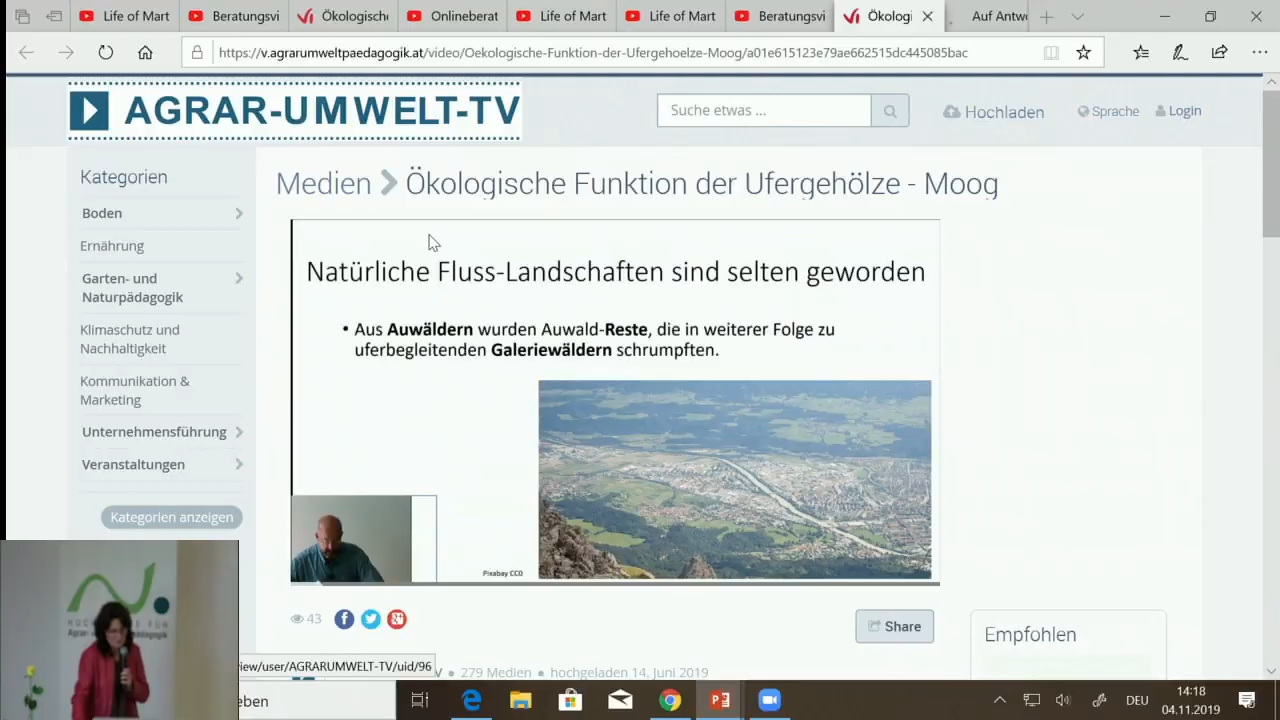 Life of Mart
Beratungsvi
Ökologische
Onlineberat
Life of Mart
Life of Mart
Beratungsvi
Ökologi
Auf Antwo
https://v.agrarumweltpaedagogik.at/video/Oekologische-Funktion-der-Ufergehoelze-Moog/a01e615123e79ae662515dc445085bac
AGRAR-UMWELT-TV
Suche etwas ...
Hochladen
Sprache
Login
Kategorien
Boden
Ernährung
Garten- und
Naturpädagogik
Klimaschutz und
Nachhaltigkeit
Kommunikation &
Marketing
Unternehmensführung
Veranstaltungen
Kategorien anzeigen
Medien
Ökologische Funktion der Ufergehölze - Moog
Natürliche Fluss-Landschaften sind selten geworden
• Aus Auwäldern wurden Auwald-Reste, die in weiterer Folge zu
uferbegleitenden Galeriewäldern schrumpften.
Pixabay CC0
43
Share
Empfohlen
V • 279 Medien • hochgeladen 14. Juni 2019
view/user/AGRARUMWELT-TV/uid/96
eben
DEU
14:18
04.11.2019